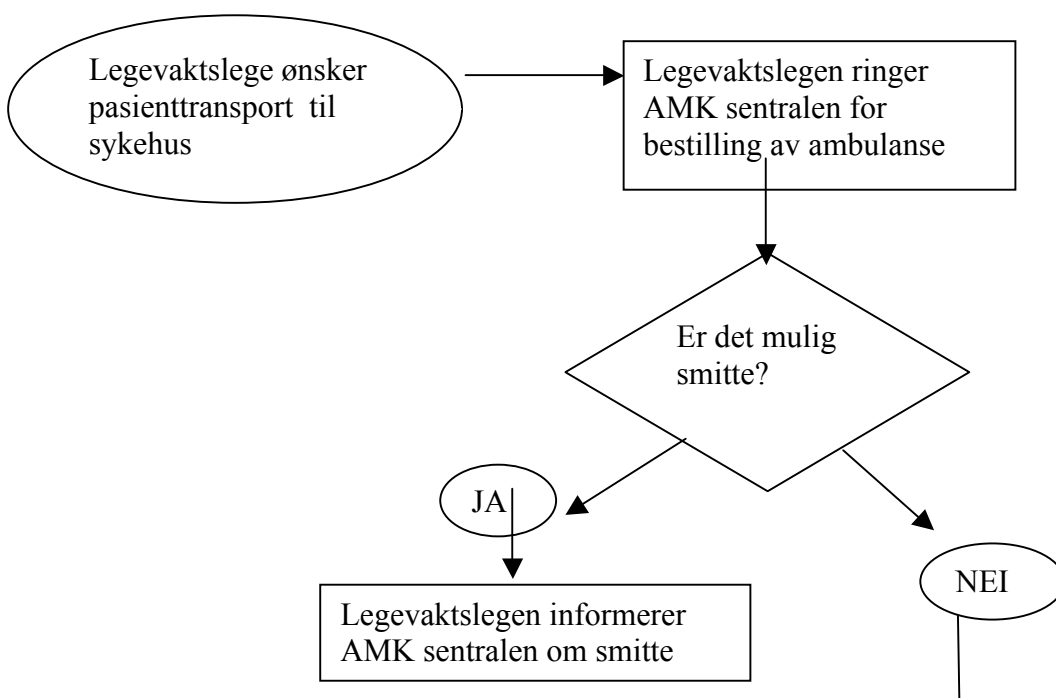 Legevaktslege ønsker
pasienttransport til
sykehus
Legevaktslegen ringer
AMK sentralen for
bestilling av ambulanse
Er det mulig
smitte?
JA
NEI
Legevaktslegen informerer
AMK sentralen om smitte